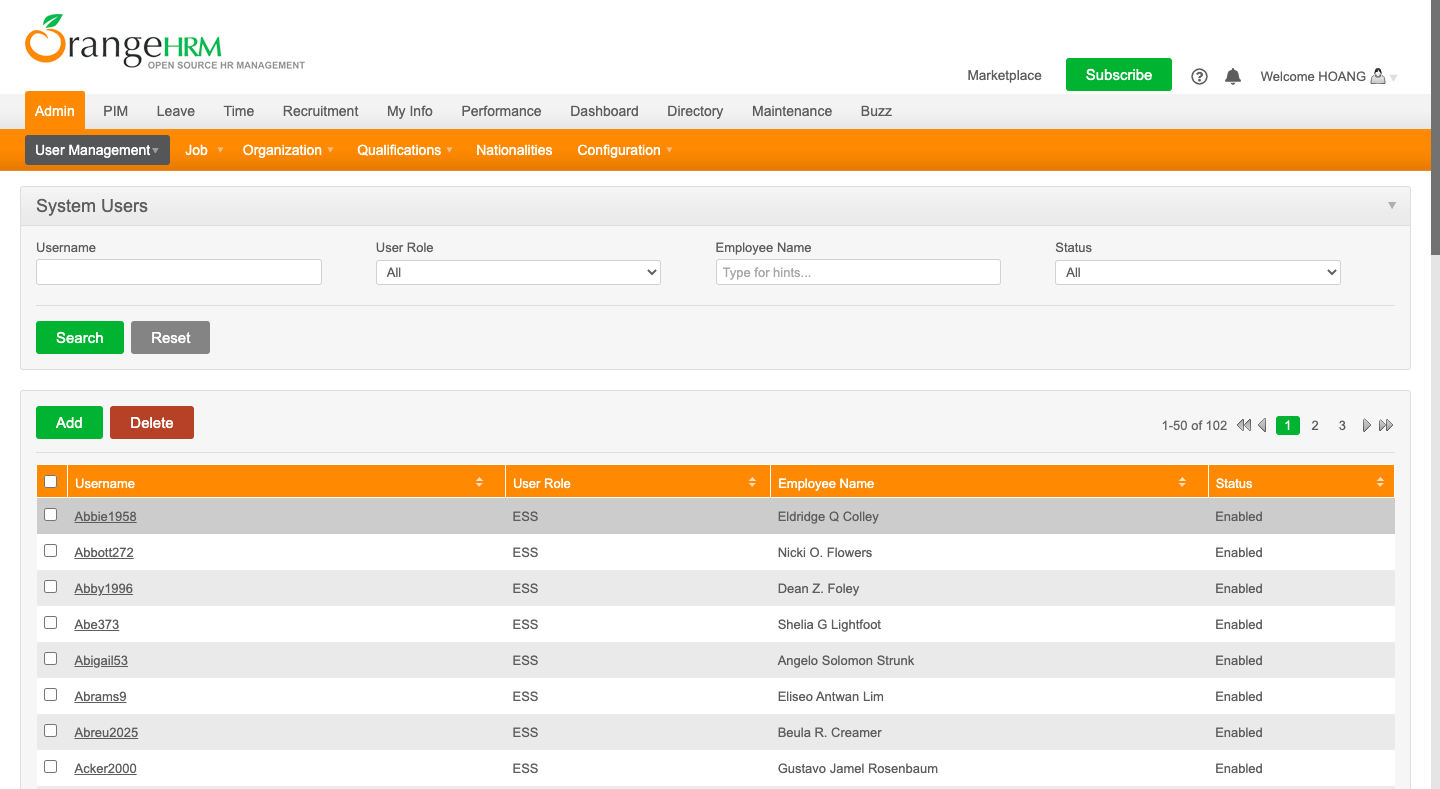 OrangeHRM
OPEN SOURCE HR MANAGEMENT
Marketplace Subscribe Welcome HOANG
Admin PIM Leave Time Recruitment My Info Performance Dashboard Directory Maintenance Buzz
User Management Job Organization Qualifications Nationalities Configuration
System Users
Username User Role Employee Name Status
All Type for hints... All
Search Reset
Add Delete 1-50 of 102 1 2 3
Username User Role Employee Name Status
Abbie1958 ESS Eldridge Q Colley Enabled
Abbott272 ESS Nicki O. Flowers Enabled
Abby1996 ESS Dean Z. Foley Enabled
Abe373 ESS Shelia G Lightfoot Enabled
Abigail53 ESS Angelo Solomon Strunk Enabled
Abrams9 ESS Eliseo Antwan Lim Enabled
Abreu2025 ESS Beula R. Creamer Enabled
Acker2000 ESS Gustavo Jamel Rosenbaum Enabled